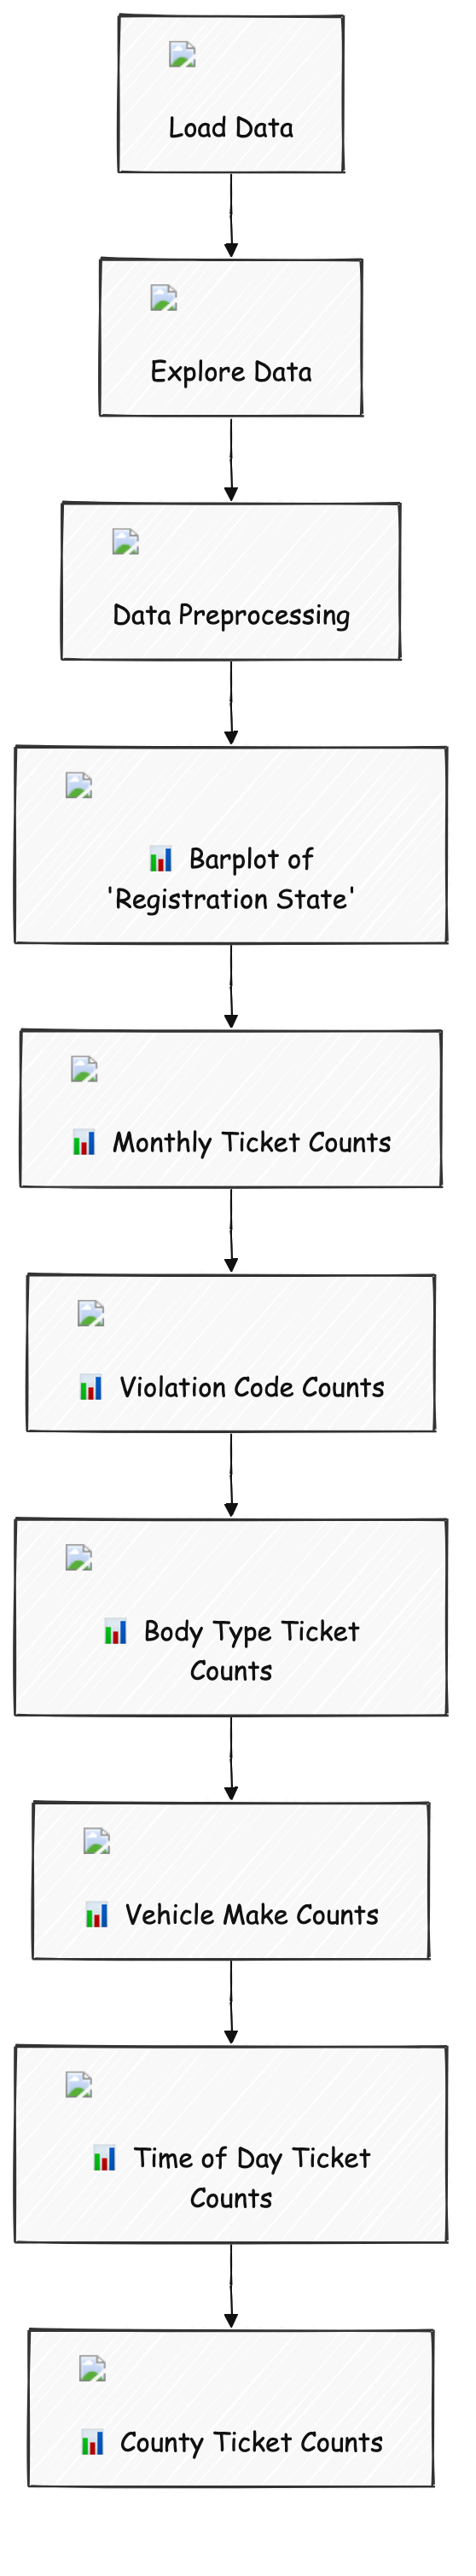 Load Data
Explore Data
Data Preprocessing
📊 Barplot of
'Registration State'
📊 Monthly Ticket Counts
📊 Violation Code Counts
📊 Body Type Ticket
Counts
📊 Vehicle Make Counts
📊 Time of Day Ticket
Counts
📊 County Ticket Counts